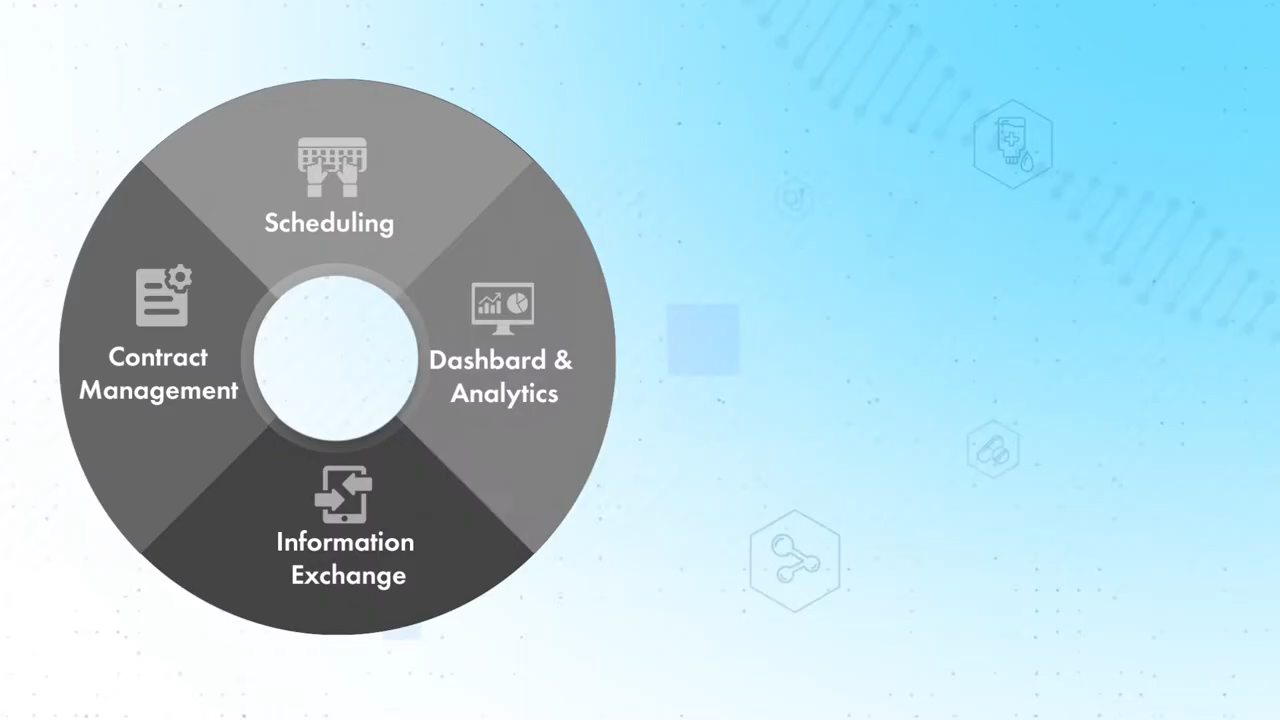 Scheduling
Contract
Management
Dashbard &
Analytics
Information
Exchange